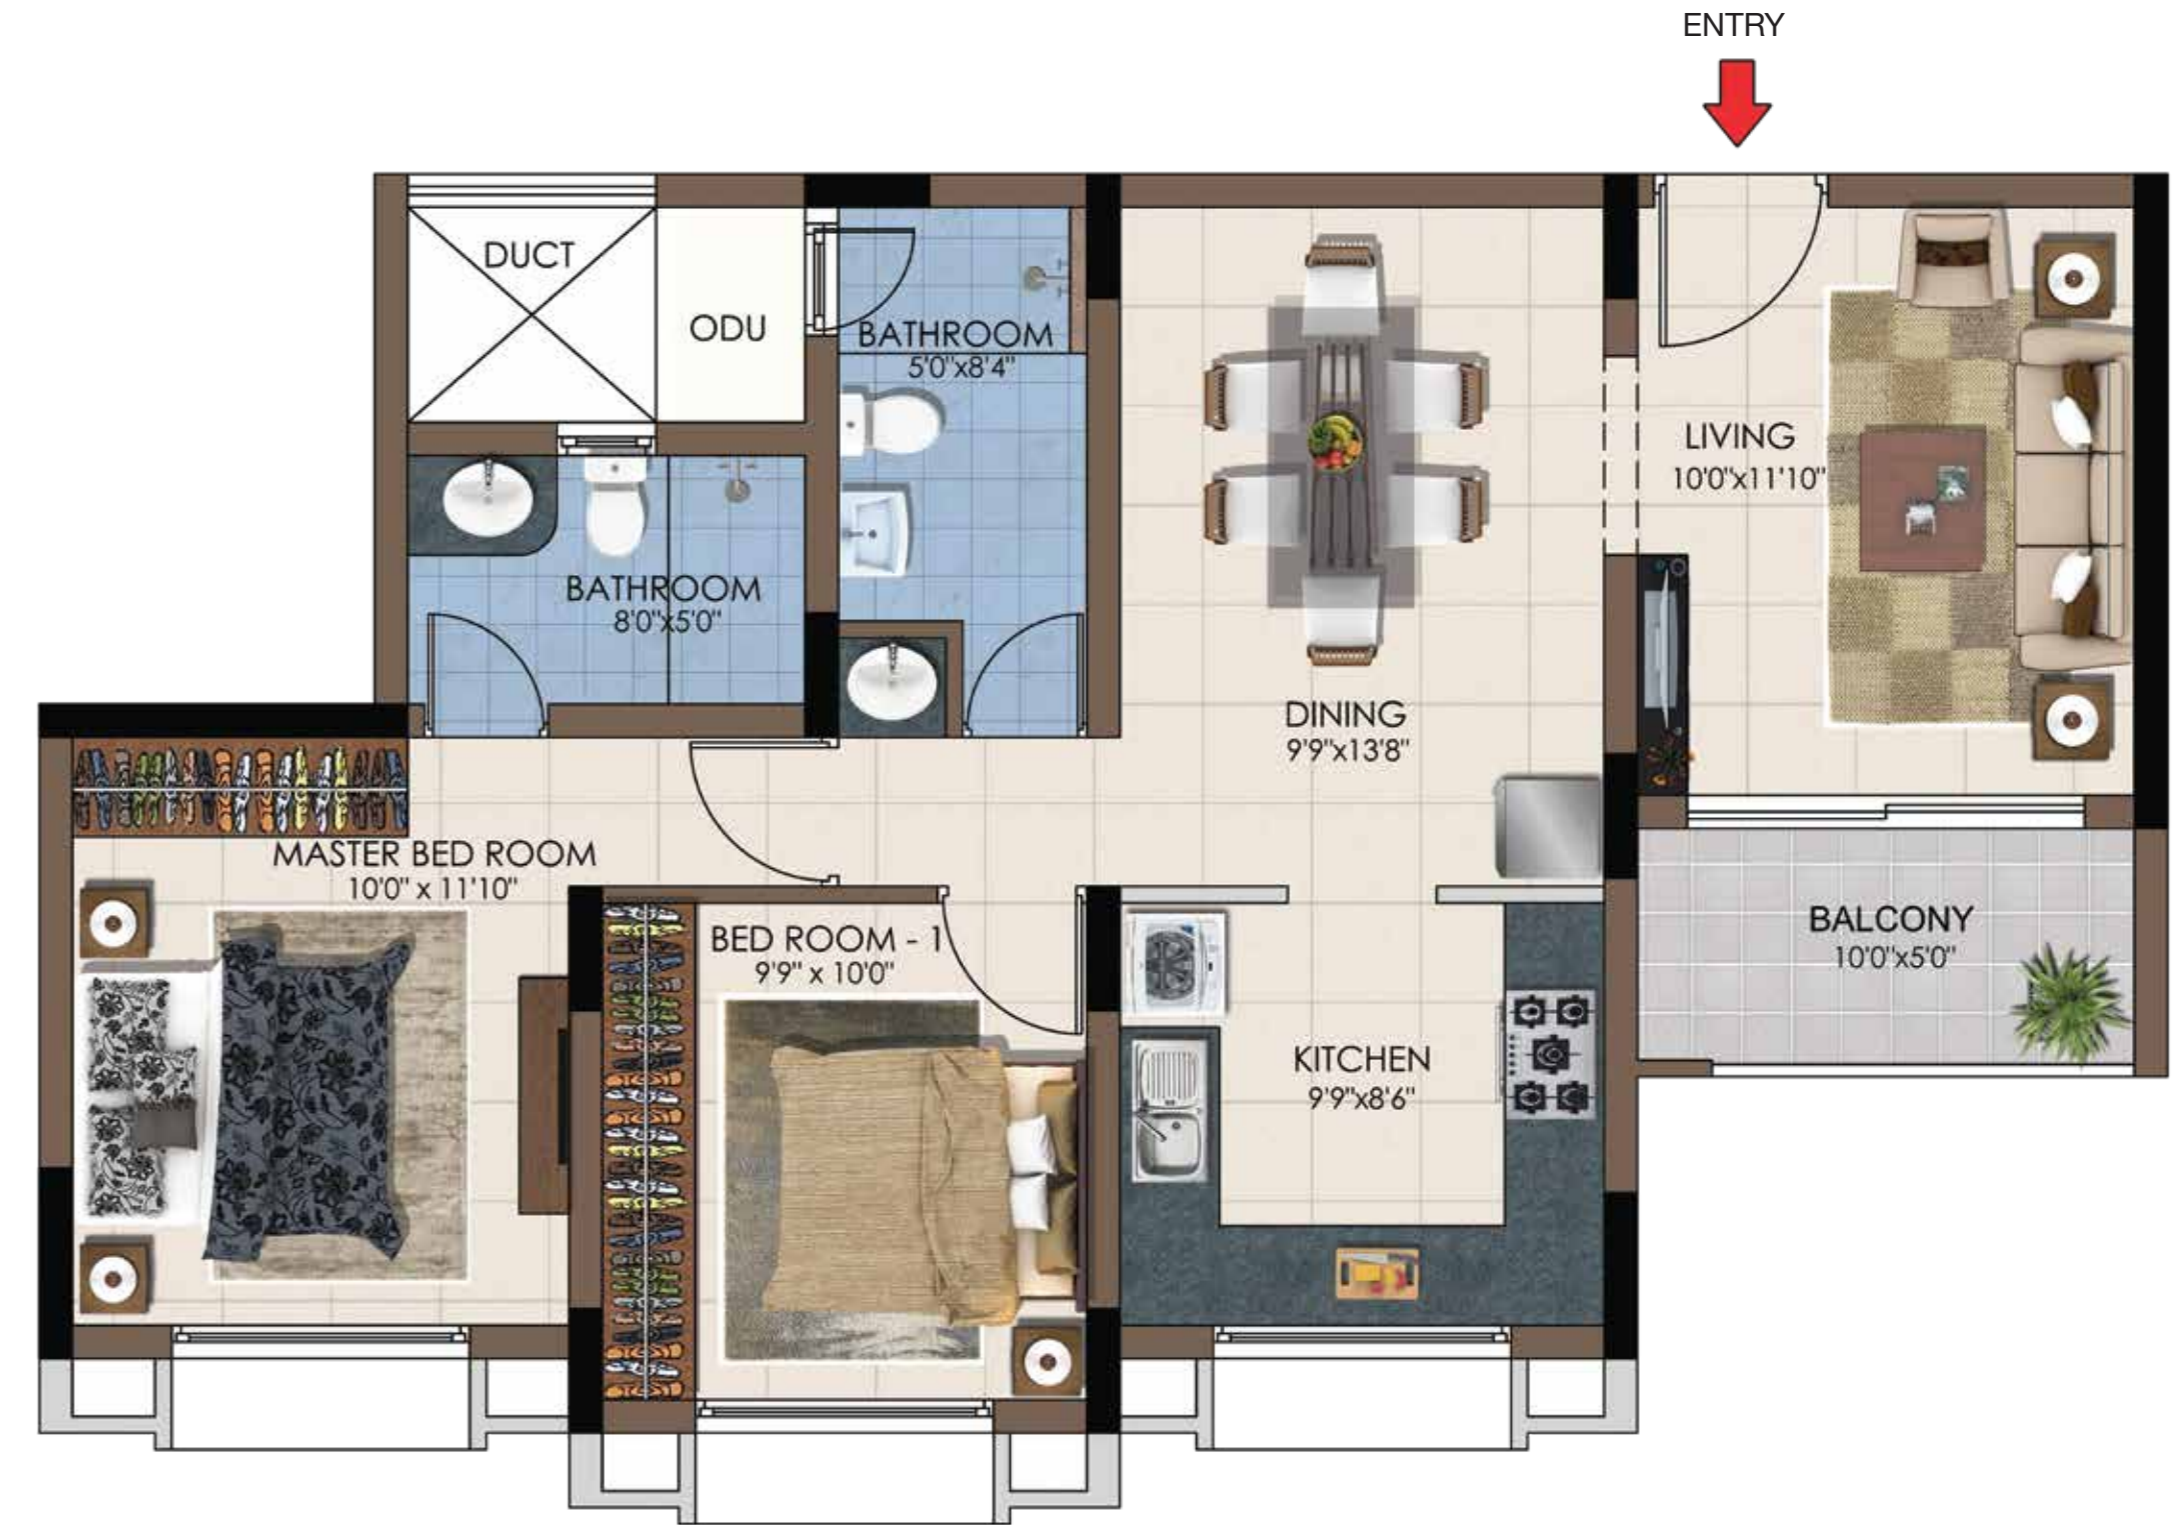 ENTRY
DUCT
ODU
BATHROOM
5'0"x8'4"
LIVING
10'0"x11'10"
BATHROOM
8'0"x5'0"
DINING
9'9"x13'8"
MASTER BED ROOM
10'0" x 11'10"
BED ROOM - 1
9'9" x 10'0"
BALCONY
10'0"x5'0"
KITCHEN
9'9"x8'6"